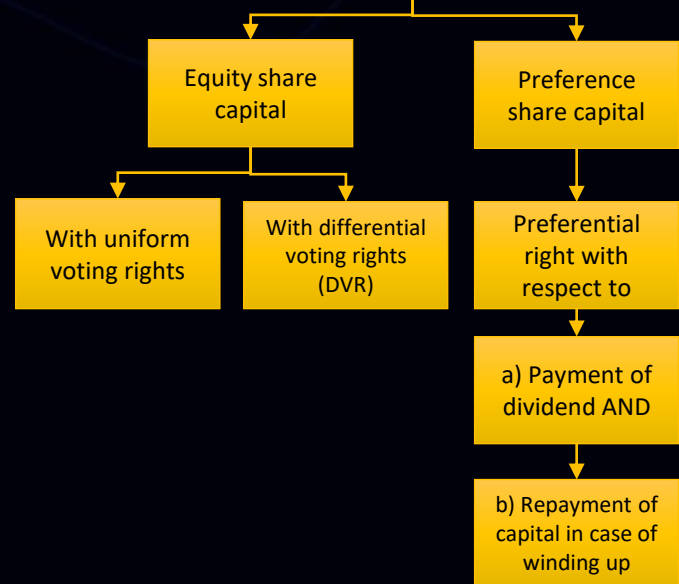 Equity share
capital
Preference
share capital
With uniform
voting rights
With differential
voting rights
(DVR)
Preferential
right with
respect to
a) Payment of
dividend AND
b) Repayment of
capital in case of
winding up